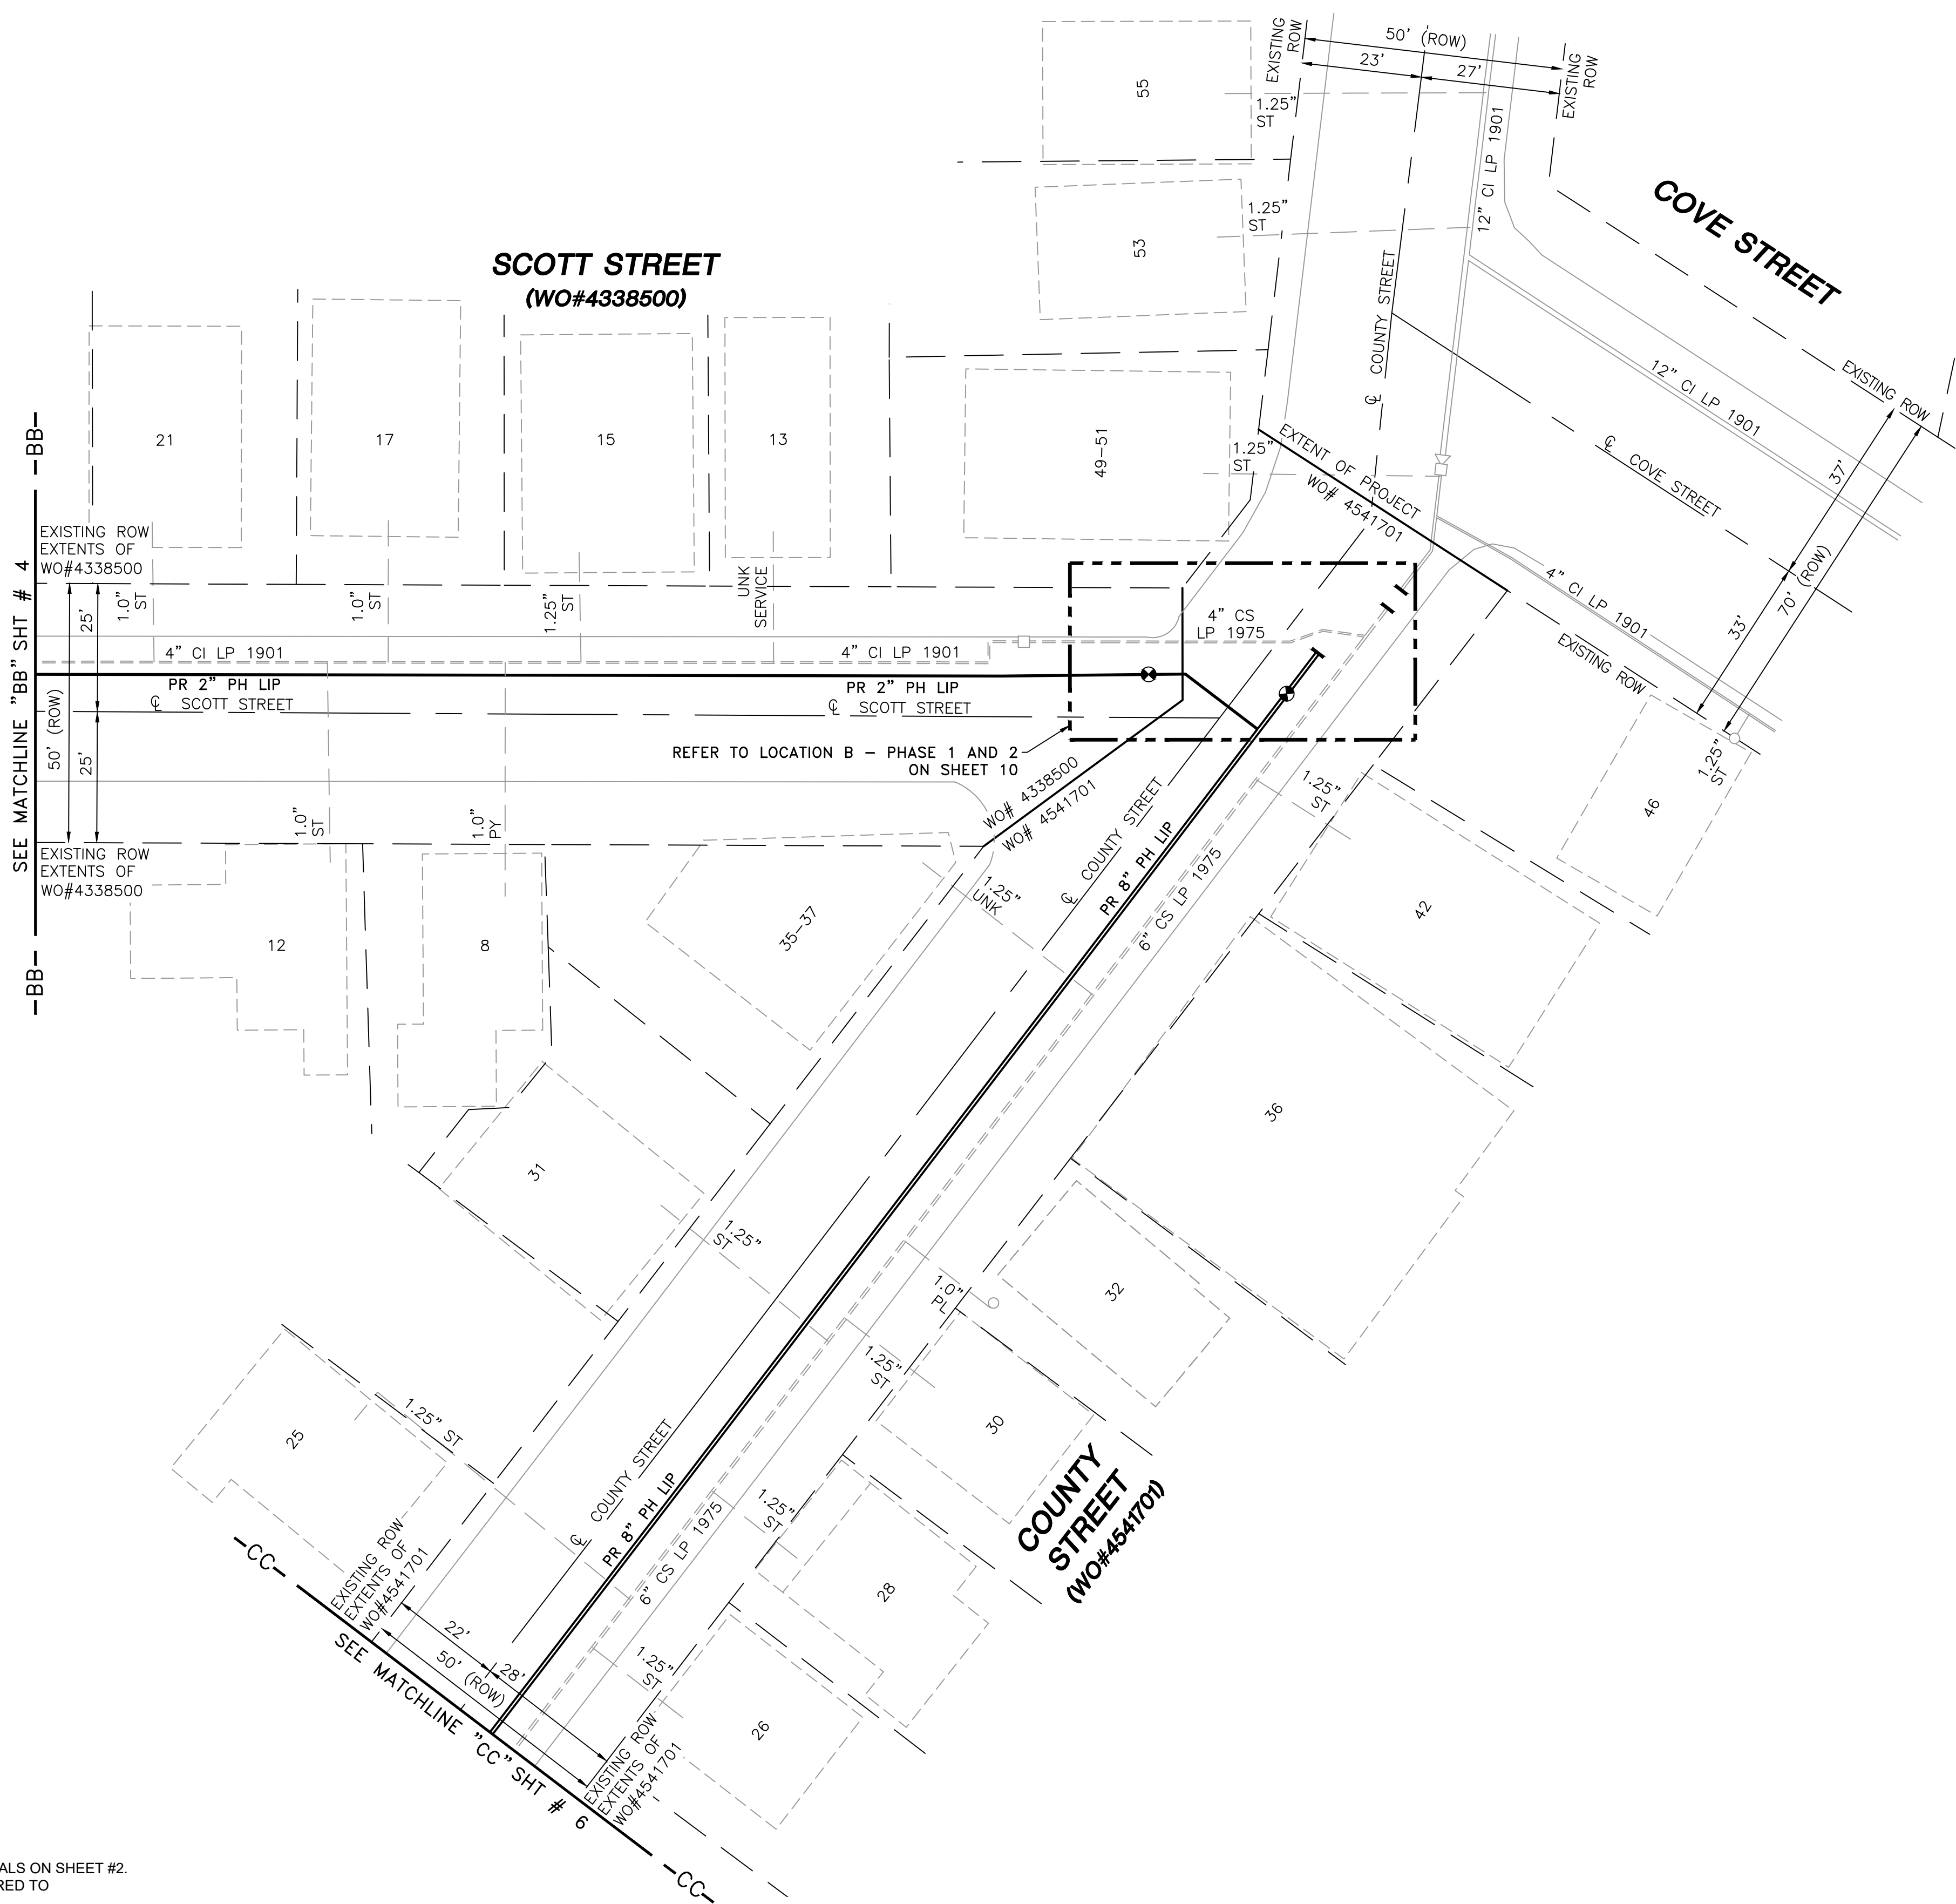 EXISTING
ROW
50' (ROW)
23'
27'
EXISTING
ROW
55
1.25"
ST
12" CI LP 1901
COVE STREET
53
1.25"
ST
SCOTT STREET
(WO#4338500)
℄ COUNTY STREET
12" CI LP 1901
EXISTING ROW
21
17
15
13
49-51
1.25"
ST
EXTENT OF PROJECT
WO# 4541701
℄ COVE STREET
37'
70' (ROW)
33'
-BB-
SEE MATCHLINE "BB" SHT # 4
-BB-
EXISTING ROW
EXTENTS OF
WO#4338500
25'
50' (ROW)
25'
1.0"
ST
1.0"
ST
1.25"
ST
UNK
SERVICE
4" CS
LP 1975
4" CI LP 1901
EXISTING ROW
4" CI LP 1901
4" CI LP 1901
PR 2" PH LIP
PR 2" PH LIP
℄ SCOTT STREET
℄ SCOTT STREET
REFER TO LOCATION B – PHASE 1 AND 2
ON SHEET 10
WO# 4338500
WO# 4541701
1.25"
ST
1.25"
ST
46
1.0"
ST
1.0"
PY
EXISTING ROW
EXTENTS OF
WO#4338500
12
8
35-37
1.25"
UNK
℄ COUNTY STREET
PR 8" PH LIP
6" CS LP 1975
42
36
31
1.25"
ST
1.0"
PL
32
1.25"
ST
30
25
1.25" ST
℄ COUNTY STREET
PR 8" PH LIP
6" CS LP 1975
1.25"
ST
28
COUNTY
STREET
(WO#4541701)
-CC-
EXISTING ROW
EXTENTS OF
WO#4541701
22'
50' (ROW)
28'
1.25"
ST
26
SEE MATCHLINE "CC" SHT # 6
EXISTING ROW
EXTENTS OF
WO#4541701
-CC-
ALS ON SHEET #2.
RED TO